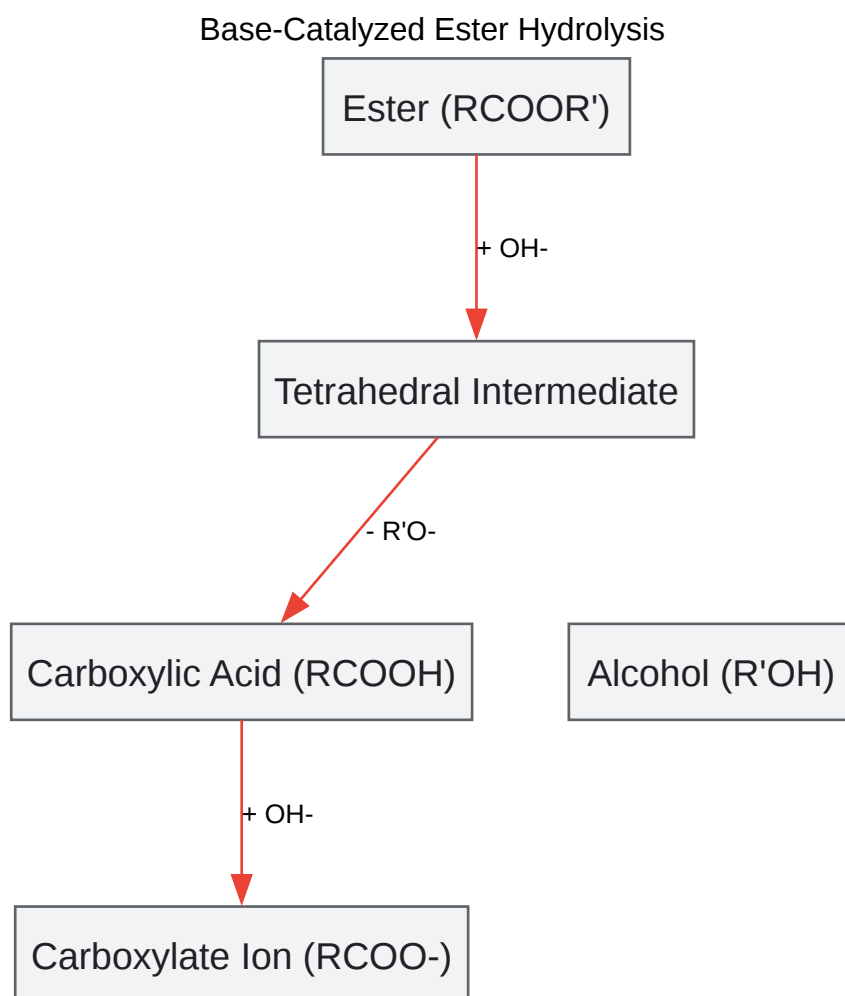 Base-Catalyzed Ester Hydrolysis
Ester (RCOOR')
+ OH-
Tetrahedral Intermediate
- R'O-
Carboxylic Acid (RCOOH)
Alcohol (R'OH)
+ OH-
Carboxylate Ion (RCOO-)